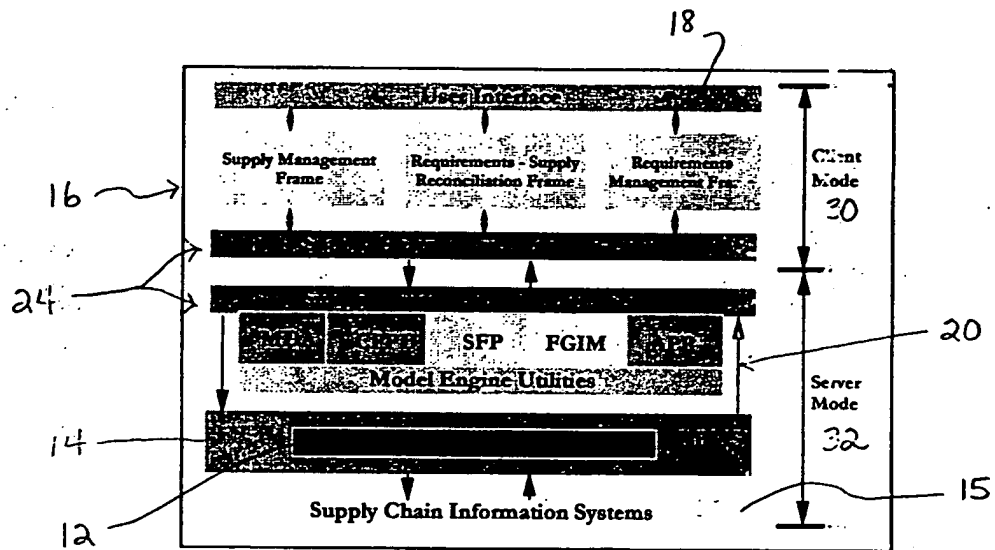 18
User Interface
Supply Management
Frame
Requirements - Supply
Reconciliation Frame
Requirements
Management
Client
Mode
30
16
24
SFP
FGIM
20
Model Engine Utilities
Server
Mode
32
14
15
Supply Chain Information Systems
12